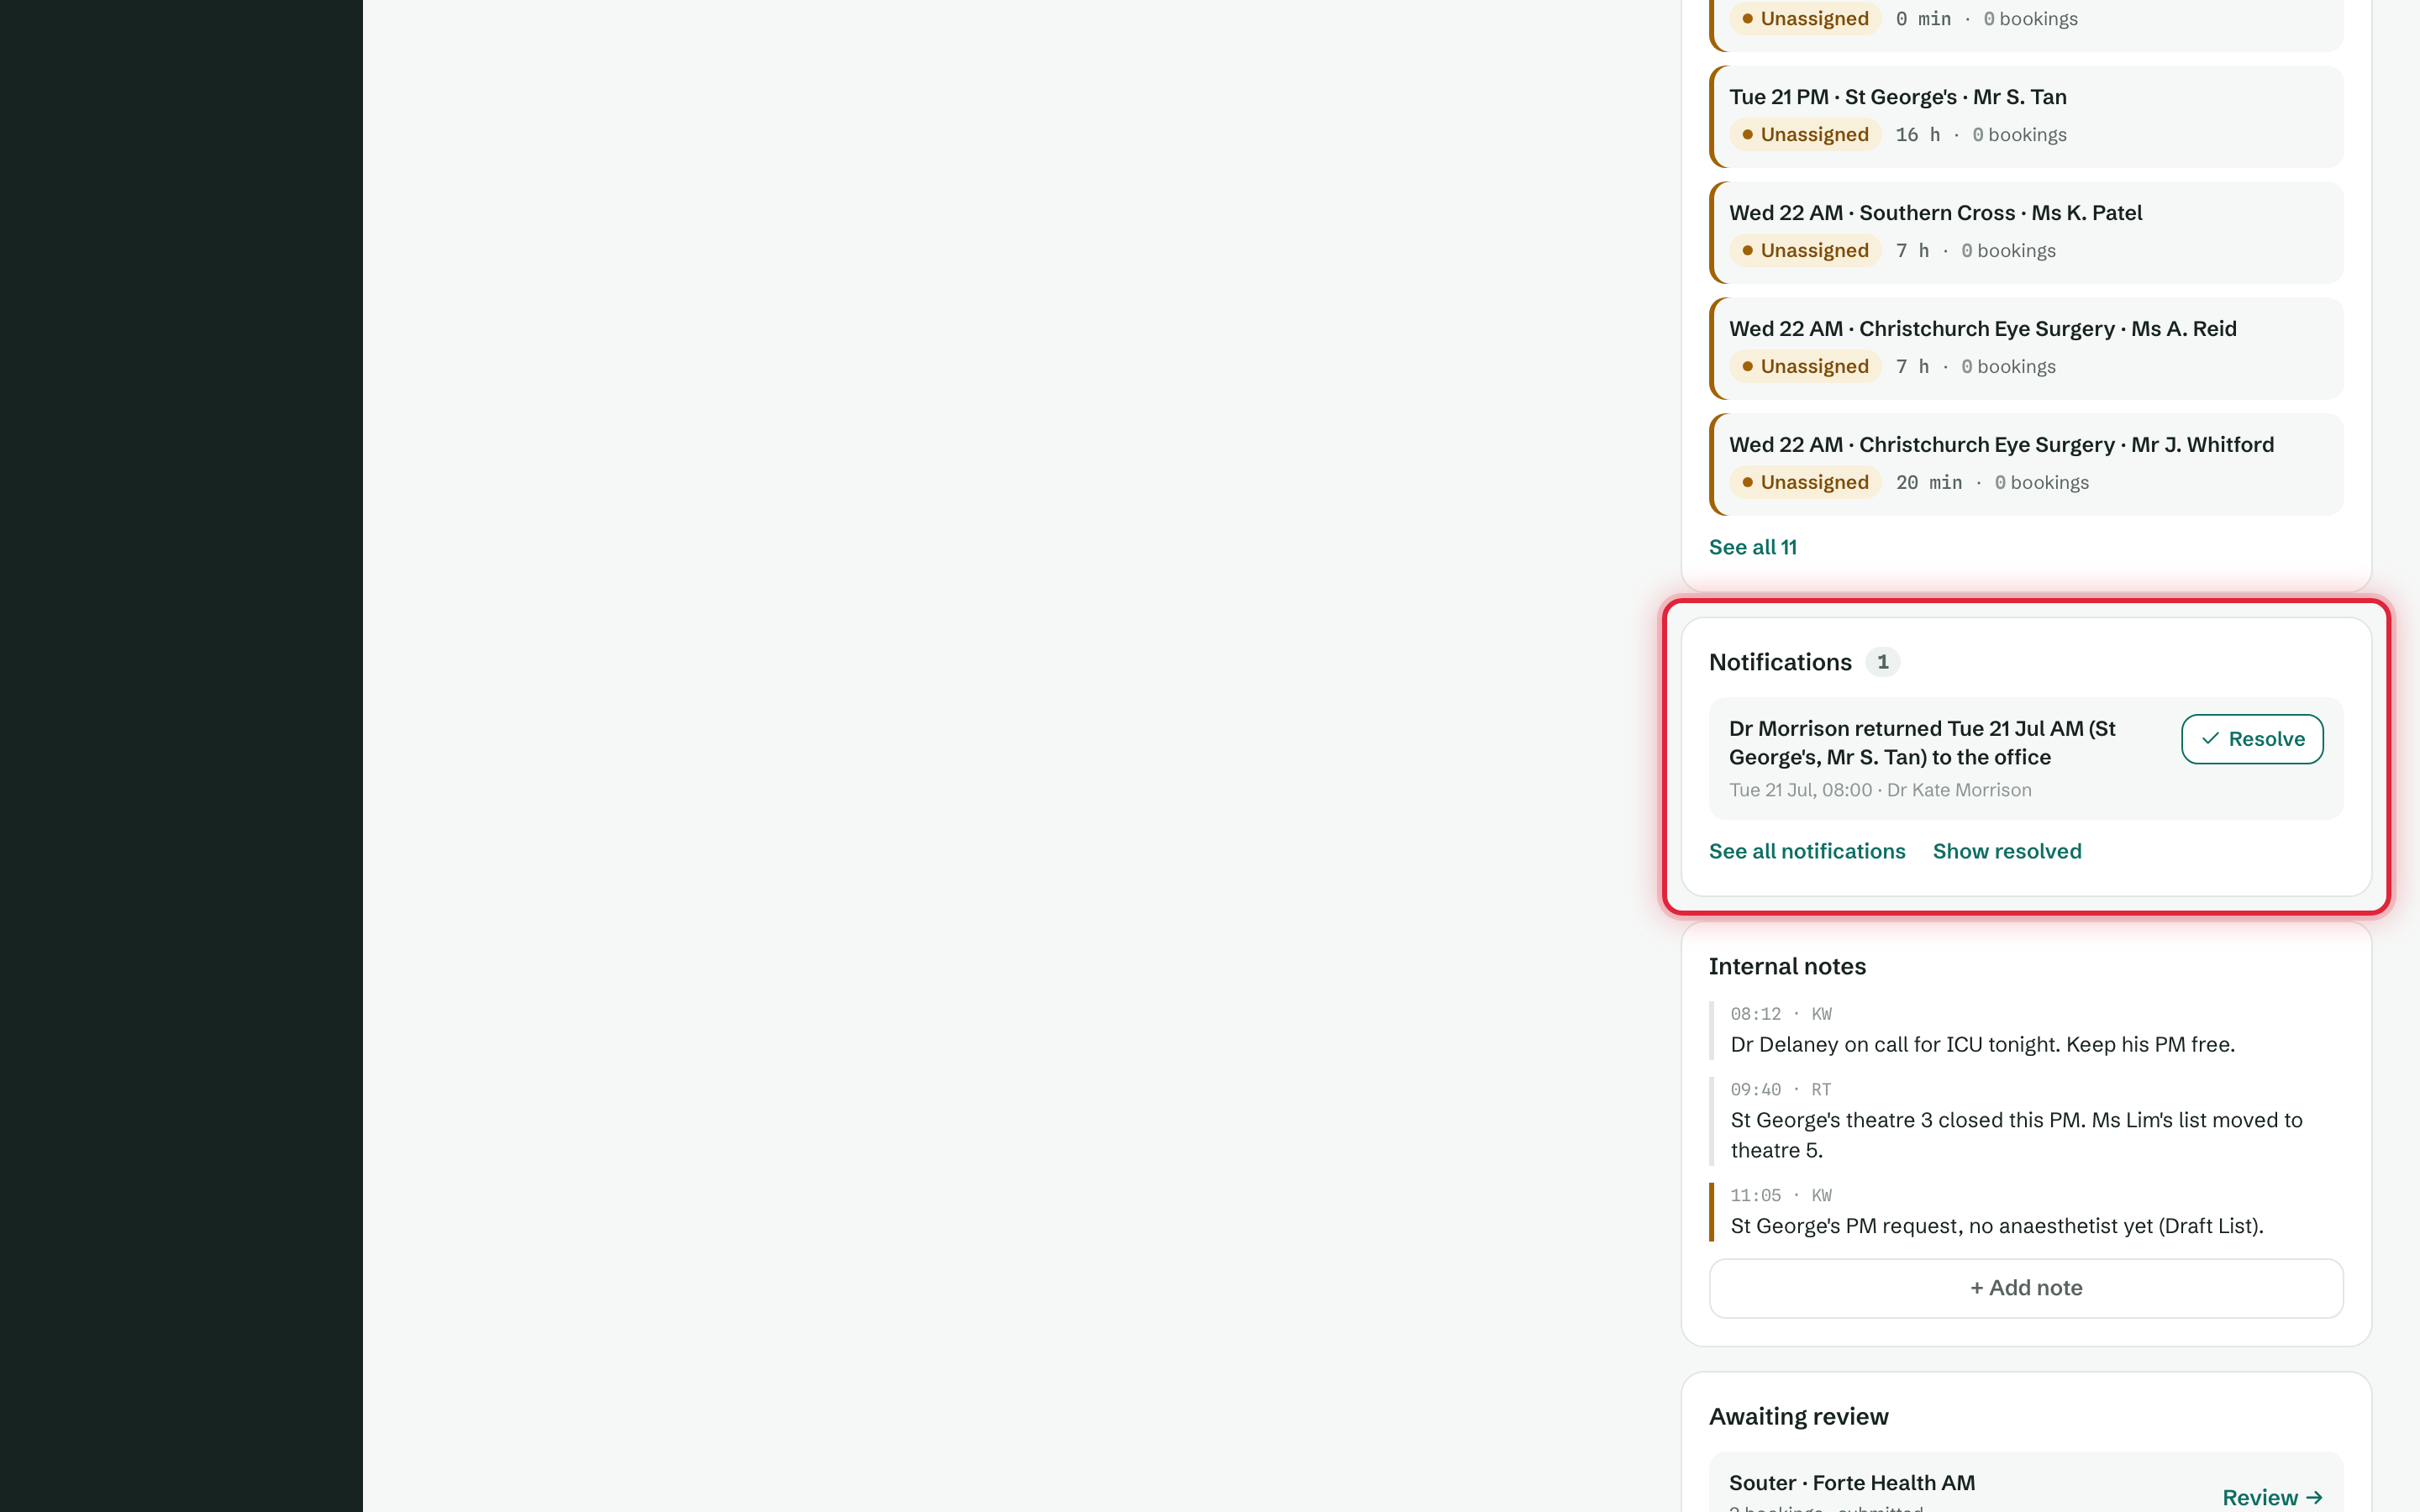 Unassigned 0 min · 0 bookings
Tue 21 PM · St George's · Mr S. Tan
Unassigned 16 h · 0 bookings
Wed 22 AM · Southern Cross · Ms K. Patel
Unassigned 7 h · 0 bookings
Wed 22 AM · Christchurch Eye Surgery · Ms A. Reid
Unassigned 7 h · 0 bookings
Wed 22 AM · Christchurch Eye Surgery · Mr J. Whitford
Unassigned 20 min · 0 bookings
See all 11
Notifications 1
Dr Morrison returned Tue 21 Jul AM (St
George's, Mr S. Tan) to the office
Resolve
Tue 21 Jul, 08:00 · Dr Kate Morrison
See all notifications Show resolved
Internal notes
08:12 · KW
Dr Delaney on call for ICU tonight. Keep his PM free.
09:40 · RT
St George's theatre 3 closed this PM. Ms Lim's list moved to
theatre 5.
11:05 · KW
St George's PM request, no anaesthetist yet (Draft List).
+ Add note
Awaiting review
Souter · Forte Health AM
Review →